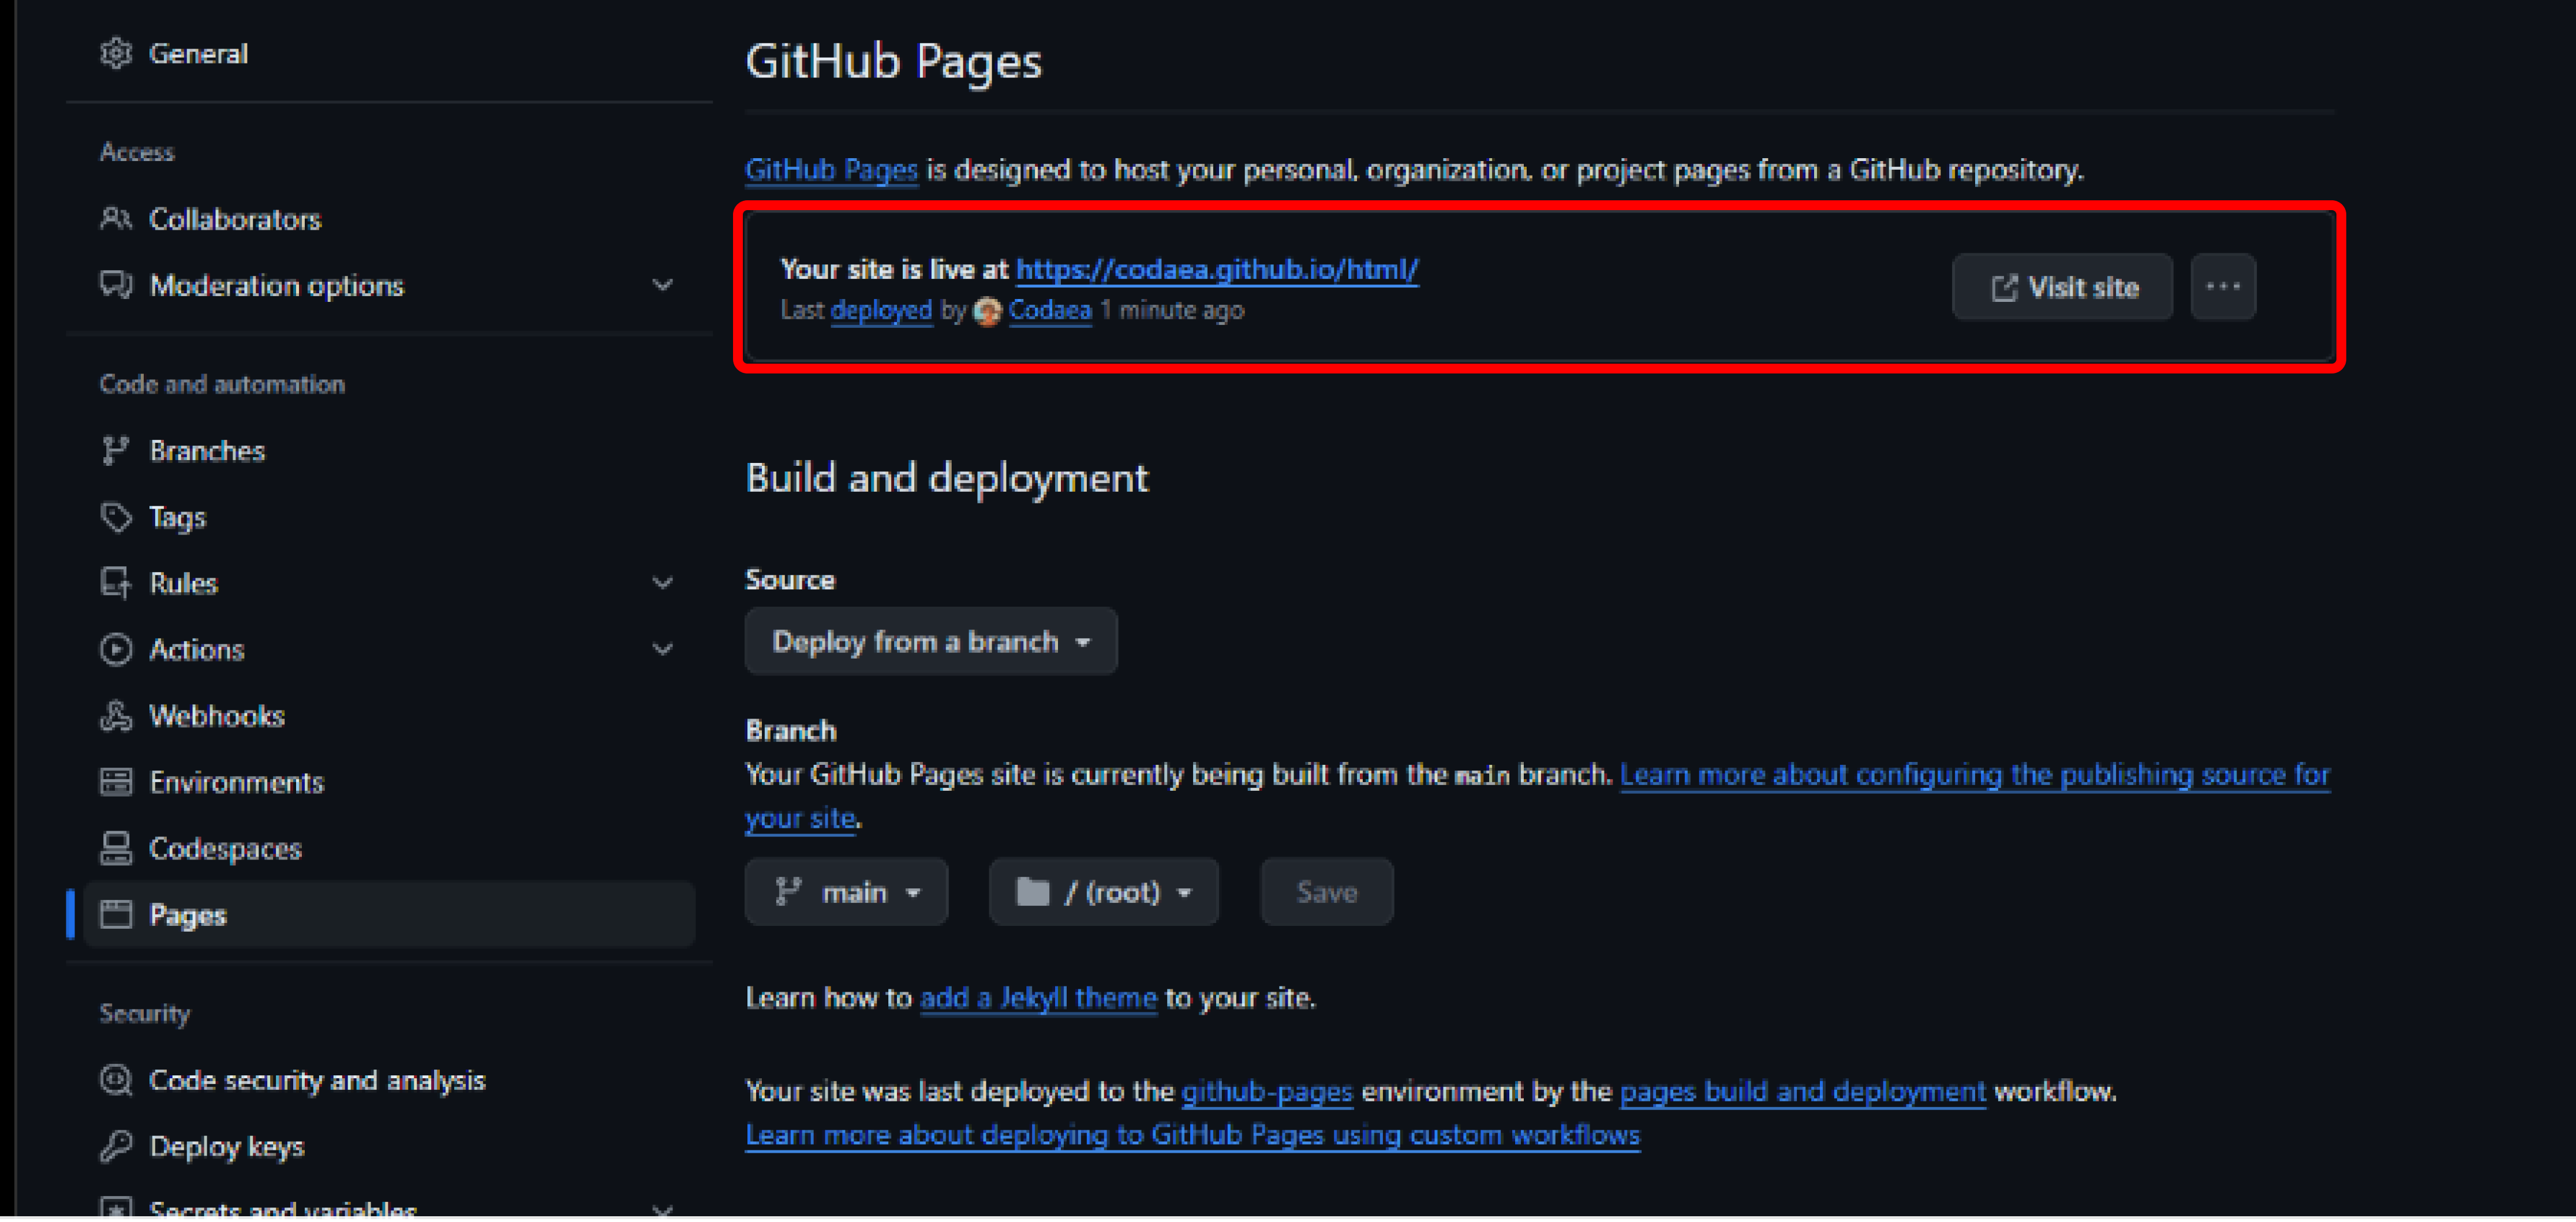 General
Access
Collaborators
Moderation options
Code and automation
Branches
Tags
Rules
Actions
Webhooks
Environments
Codespaces
Pages
Security
Code security and analysis
Deploy keys
Secrets and variables
GitHub Pages
GitHub Pages is designed to host your personal, organization, or project pages from a GitHub repository.
Your site is live at https://codaea.github.io/html/
Last deployed by Codaea 1 minute ago
Visit site
Build and deployment
Source
Deploy from a branch
Branch
Your GitHub Pages site is currently being built from the main branch. Learn more about configuring the publishing source for
your site.
main
/ (root)
Save
Learn how to add a Jekyll theme to your site.
Your site was last deployed to the github-pages environment by the pages build and deployment workflow.
Learn more about deploying to GitHub Pages using custom workflows